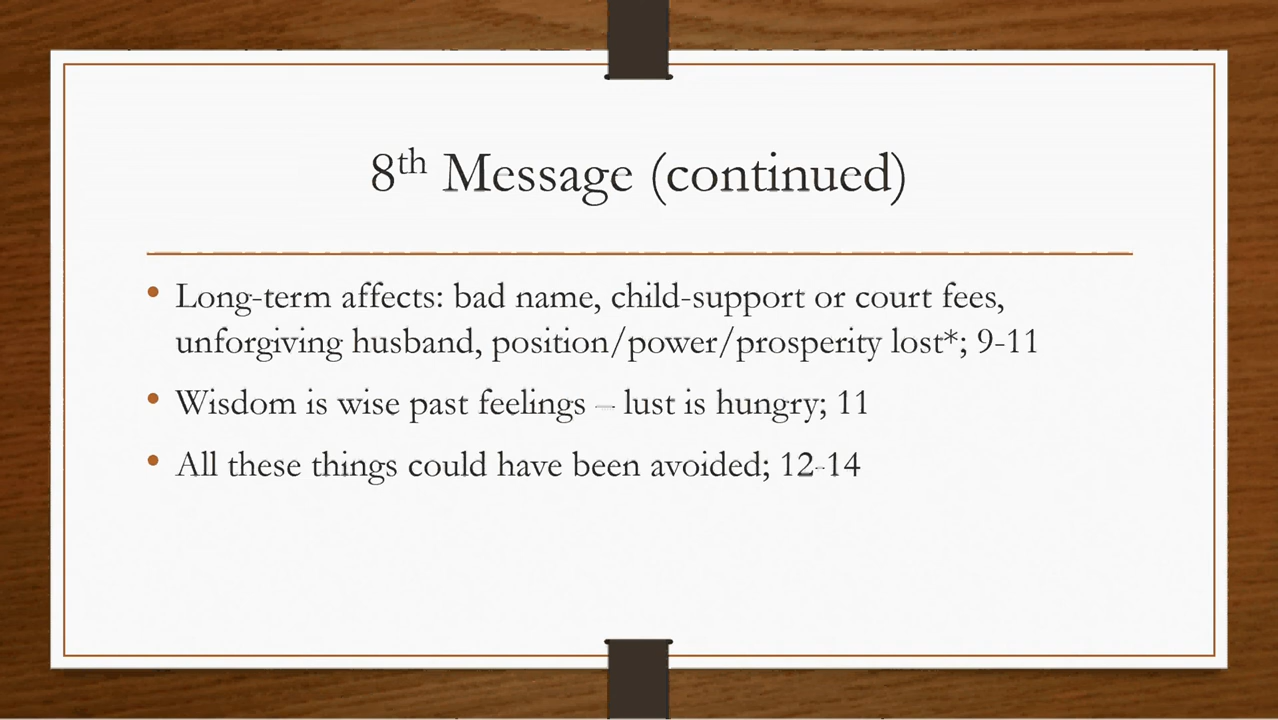 8th Message (continued)
• Long-term affects: bad name, child-support or court fees,
unforgiving husband, position/power/prosperity lost*; 9-11
• Wisdom is wise past feelings – lust is hungry; 11
• All these things could have been avoided; 12-14